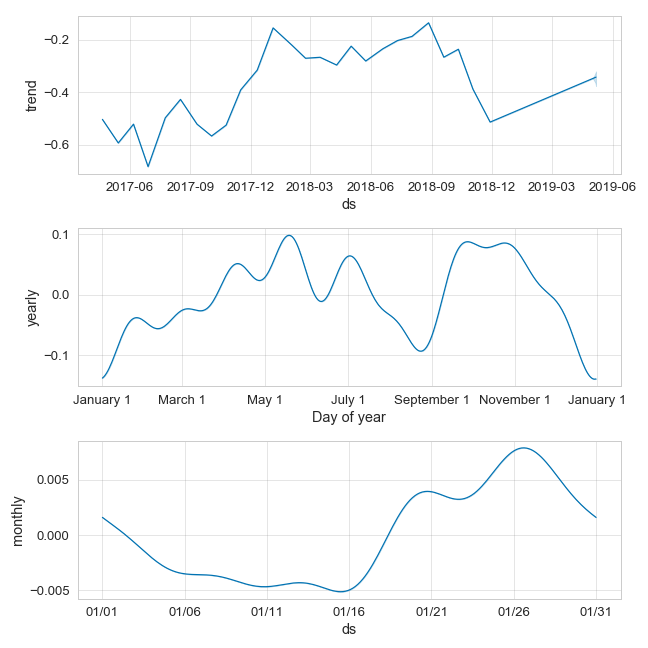 −0.2
−0.4
−0.6
trend
2017-06 2017-09 2017-12 2018-03 2018-06 2018-09 2018-12 2019-03 2019-06
ds
0.1
0.0
−0.1
yearly
January 1 March 1 May 1 July 1 September 1 November 1 January 1
Day of year
0.005
0.000
−0.005
monthly
01/01 01/06 01/11 01/16 01/21 01/26 01/31
ds